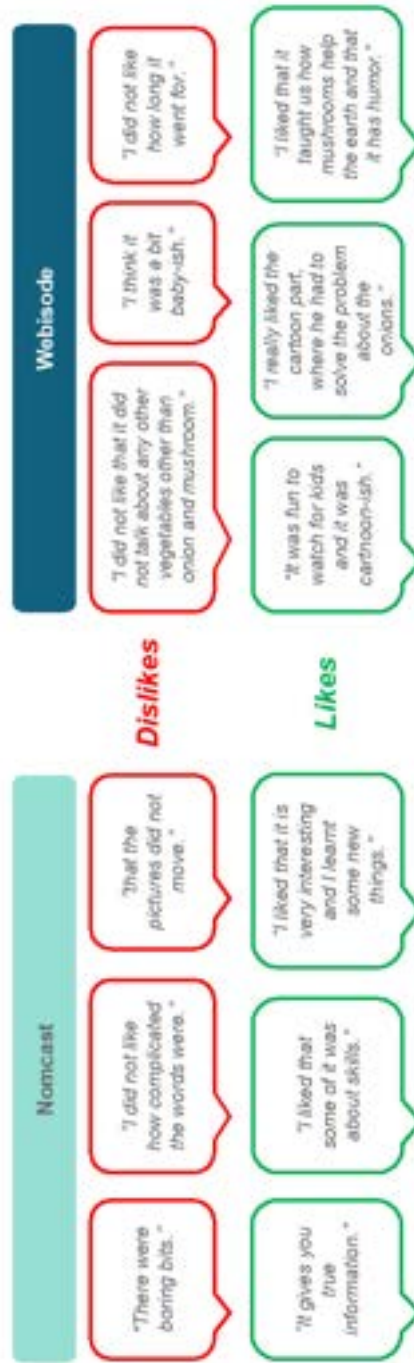 Nomcast
Webisode
"There were
boring bits."
"I did not like
how complicated
the words were."
"that the
pictures did not
move."
Dislikes
"I did not like that it did
not talk about any other
vegetables other than
onion and mushroom."
"I think it
was a bit
baby-ish."
"I did not like
how long it
went for."
"It gives you
true
information."
"I liked that
some of it was
about skills."
"I liked that it is
very interesting
and I learnt
some new
things."
Likes
"It was fun to
watch for kids
and it was
cartnoon-ish."
"I really liked the
cartoon part,
where he had to
solve the problem
about the
onions."
"I liked that it
taught us how
mushrooms help
the earth and that
it has humor."